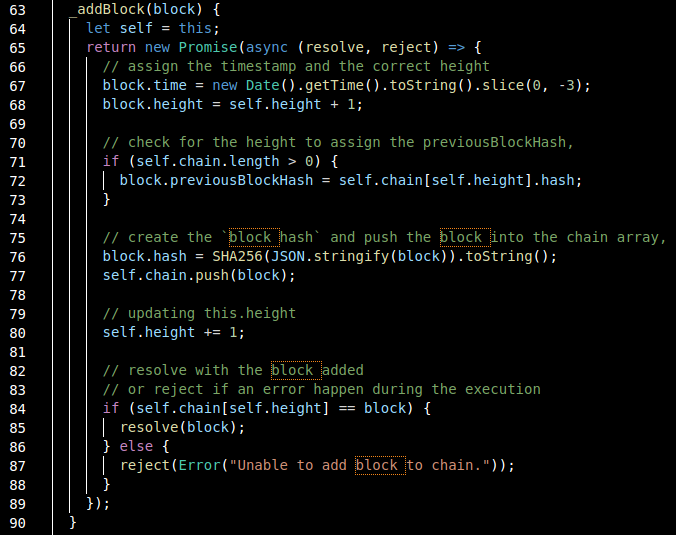 63 _addBlock(block) {
64 let self = this;
65 return new Promise(async (resolve, reject) => {
66 // assign the timestamp and the correct height
67 block.time = new Date().getTime().toString().slice(0, -3);
68 block.height = self.height + 1;
69
70 // check for the height to assign the previousBlockHash,
71 if (self.chain.length > 0) {
72 block.previousBlockHash = self.chain[self.height].hash;
73 }
74
75 // create the `block hash` and push the block into the chain array,
76 block.hash = SHA256(JSON.stringify(block)).toString();
77 self.chain.push(block);
78
79 // updating this.height
80 self.height += 1;
81
82 // resolve with the block added
83 // or reject if an error happen during the execution
84 if (self.chain[self.height] == block) {
85 resolve(block);
86 } else {
87 reject(Error("Unable to add block to chain."));
88 }
89 });
90 }